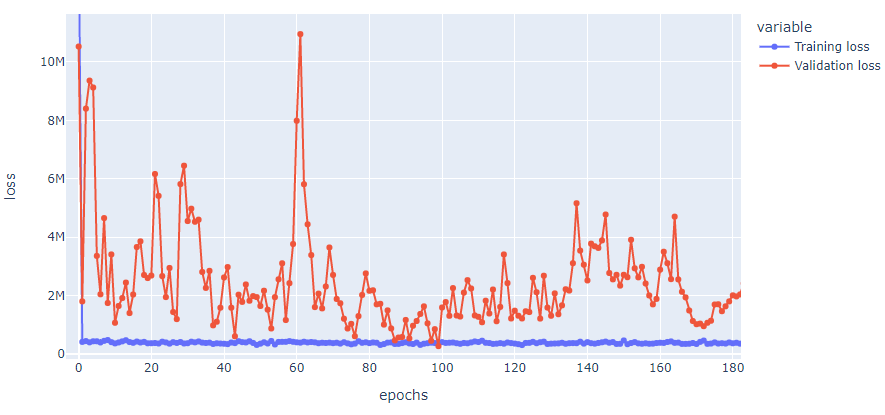 variable
Training loss
Validation loss
10M
8M
6M
4M
2M
0
loss
0 20 40 60 80 100 120 140 160 180
epochs